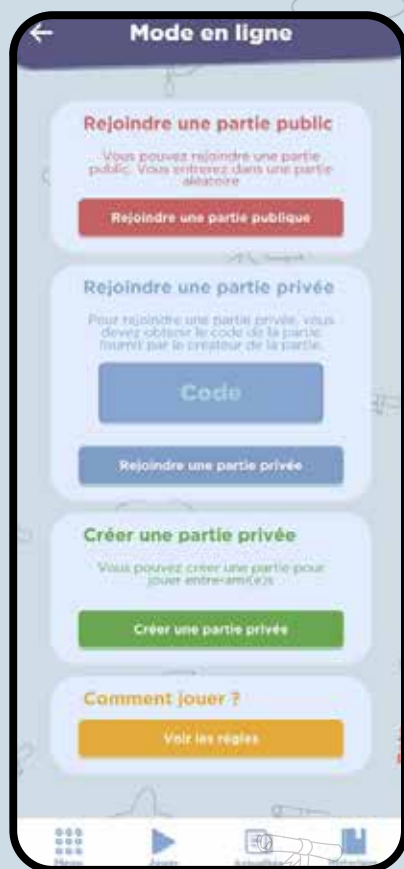 Mode en ligne
Rejoindre une partie public
Vous pouvez rejoindre une partie
public. Vous entrerez dans une partie
aléatoire
Rejoindre une partie publique
Rejoindre une partie privée
Pour rejoindre une partie privée, vous
devez obtenir le code de la partie
fournit par le créateur de la partie.
Code
Rejoindre une partie privée
Créer une partie privée
Vous pouvez créer une partie pour
jouer entre-ami(e)s
Créer une partie privée
Comment jouer ?
Voir les règles
Menu
Jouer
Actualités